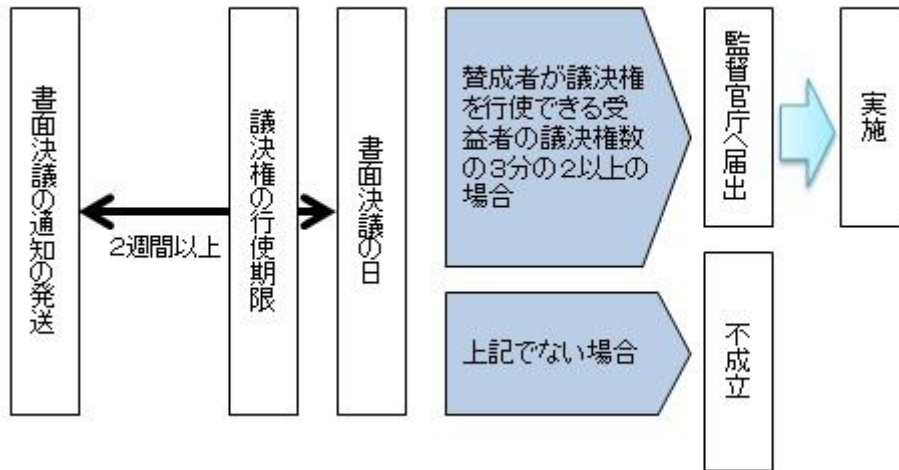 書面決議の通知の発送
2週間以上
議決権の行使期限
書面決議の日
賛成者が議決権
を行使できる受
益者の議決権数
の3分の2以上の
場合
監督官庁へ届出
実施
上記でない場合
不成立